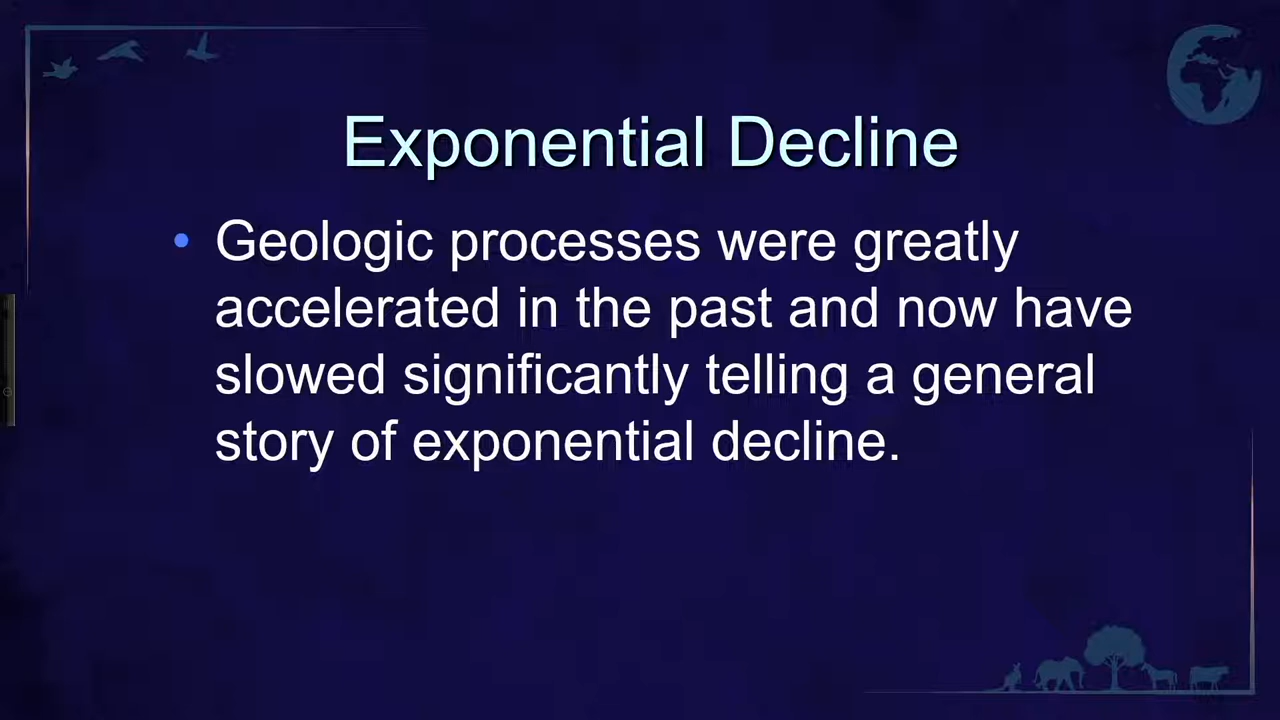 Exponential Decline
• Geologic processes were greatly
accelerated in the past and now have
slowed significantly telling a general
story of exponential decline.